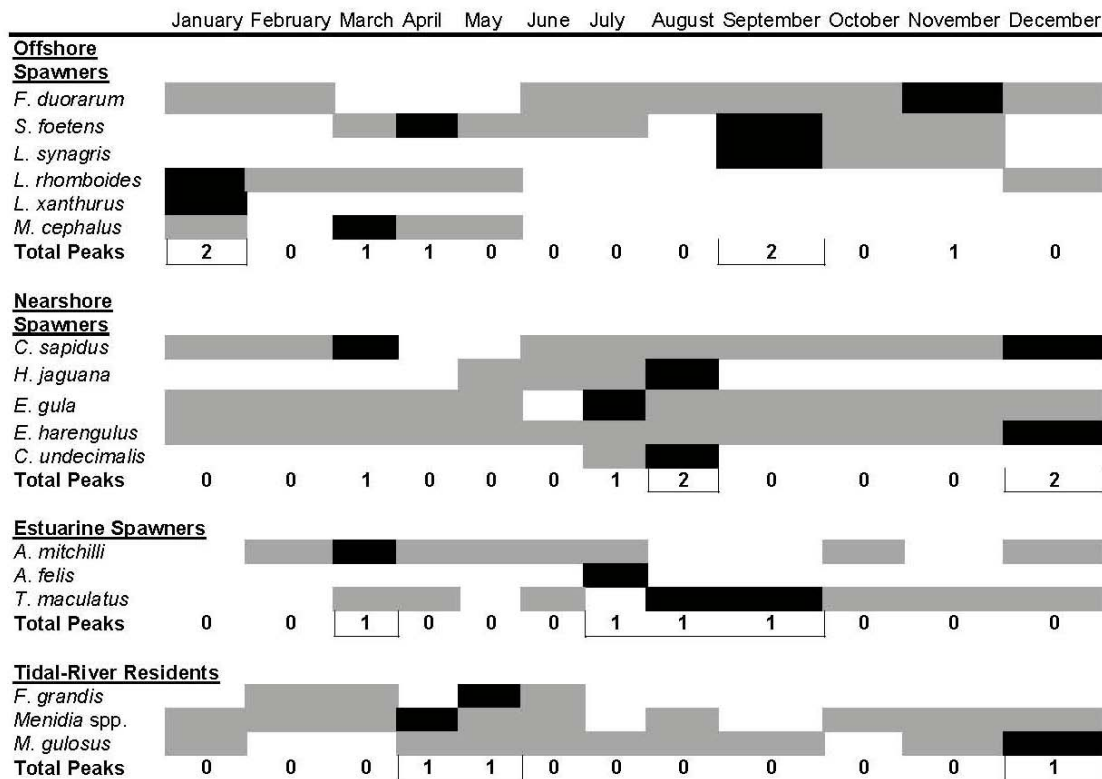 January February March April May June July August September October November December
Offshore
Spawners
F. duorarum
S. foetens
L. synagris
L. rhomboides
L. xanthurus
M. cephalus
Total Peaks 2 0 1 1 0 0 0 0 2 0 1 0
Nearshore
Spawners
C. sapidus
H. jaguana
E. gula
E. harengulus
C. undecimalis
Total Peaks 0 0 1 0 0 0 1 2 0 0 0 2
Estuarine Spawners
A. mitchilli
A. felis
T. maculatus
Total Peaks 0 0 1 0 0 0 1 1 1 0 0 0
Tidal-River Residents
F. grandis
Menidia spp.
M. gulosus
Total Peaks 0 0 0 1 1 0 0 0 0 0 0 1